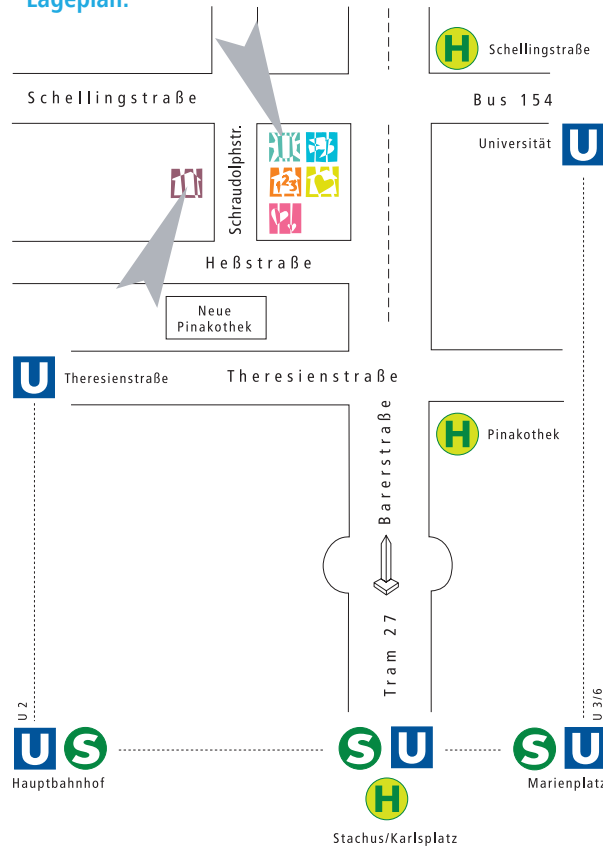 Lageplan:
H Schellingstraße
Schellingstraße
Bus 154
Universität U
Schraudolphstr.
123
Heßstraße
Neue
Pinakothek
U Theresienstraße
Theresienstraße
Barerstraße
H Pinakothek
Tram 27
U 2
U 3/6
U S
Hauptbahnhof
S U
H
Stachus/Karlsplatz
S U
Marienplatz